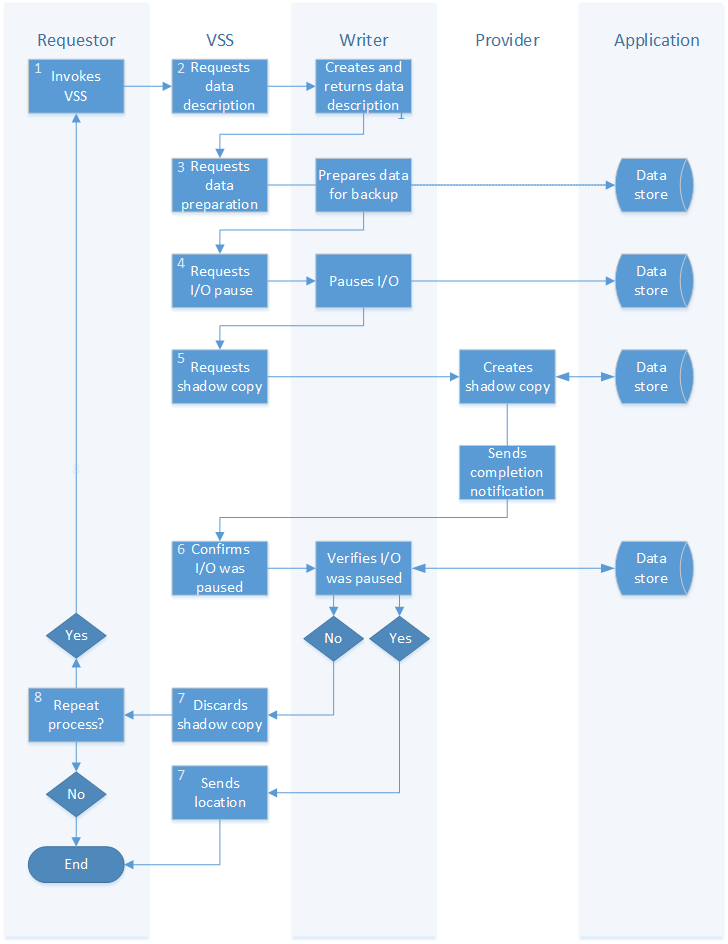 Requestor
VSS
Writer
Provider
Application
1
Invokes
VSS
2
Requests
data
description
Creates and
returns data
description
1
3
Requests
data
preparation
Prepares data
for backup
Data
store
4
Requests
I/O pause
Pauses I/O
Data
store
5
Requests
shadow copy
Creates
shadow copy
Data
store
Sends
completion
notification
6
Confirms
I/O was
paused
Verifies I/O
was paused
Data
store
Yes
No
Yes
8
Repeat
process?
7
Discards
shadow copy
No
7
Sends
location
End